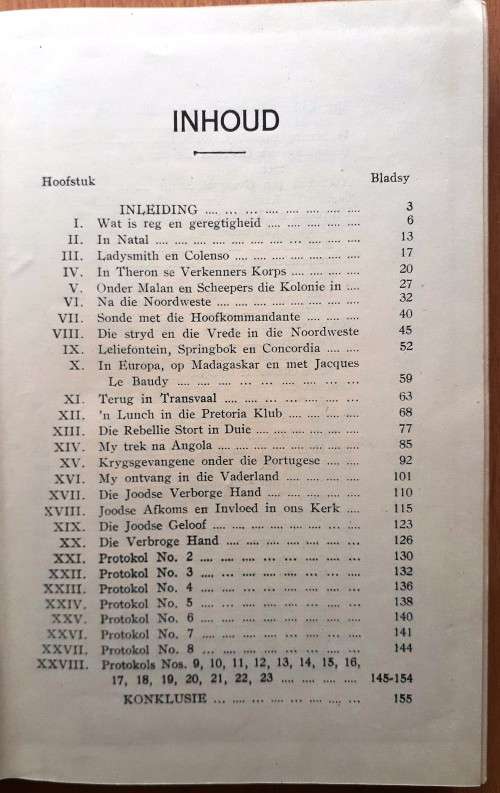 INHOUD
Hoofstuk Bladsy
INLEIDING .... ... ... .... .... .... .... 3
I. Wat is reg en geregtigheid .... .... .... .... 6
II. In Natal .... .... .... .... .... .... ... .... .... 13
III. Ladysmith en Colenso .... .... .... .... .... 17
IV. In Theron se Verkenners Korps .... .... .... 20
V. Onder Malan en Scheepers die Kolonie in .... 27
VI. Na die Noordweste .... .... .... .... .... .... 32
VII. Sonde met die Hoofkommandante .... .... 40
VIII. Die stryd en die Vrede in die Noordweste 45
IX. Leliefontein, Springbok en Concordia .... .... 52
X. In Europa, op Madagaskar en met Jacques
Le Baudy .... .... .... ... .... .... ... ... 59
XI. Terug in Transvaal .... .... ... .... .... .... 63
XII. 'n Lunch in die Pretoria Klub .... .... .... 68
XIII. Die Rebellie Stort in Duie .... .... .... .... 77
XIV. My trek na Angola .... .... .... .... .... .... 85
XV. Krygsgevangene onder die Portugese .... .... 92
XVI. My ontvang in die Vaderland .... .... .... 101
XVII. Die Joodse Verborge Hand .... .... .... .... 110
XVIII. Joodse Afkoms en Invloed in ons Kerk .... 115
XIX. Die Joodse Geloof .... .... .... .... .... .... 123
XX. Die Verbroge Hand .... .... .... ... .... .... 126
XXI. Protokol No. 2 .... .... .... .... ... .... .... 130
XXII. Protokol No. 3 .... ... .... .... ... .... .... 132
XXIII. Protokol No. 4 .... .... .... .... ... .... .... 136
XXIV. Protokol No. 5 .... .... .... .... ... .... .... 138
XXV. Protokol No. 6 .... .... .... .... ... .... .... 140
XXVI. Protokol No. 7 .... .... .... .... ... .... .... 141
XXVII. Protokol No. 8 .... .... .... .... ... .... .... 144
XXVIII. Protokols Nos. 9, 10, 11, 12, 13, 14, 15, 16,
17, 18, 19, 20, 21, 22, 23 .... .... .... .... 145-154
KONKLUSIE ... .... ... .... ... .... .... 155